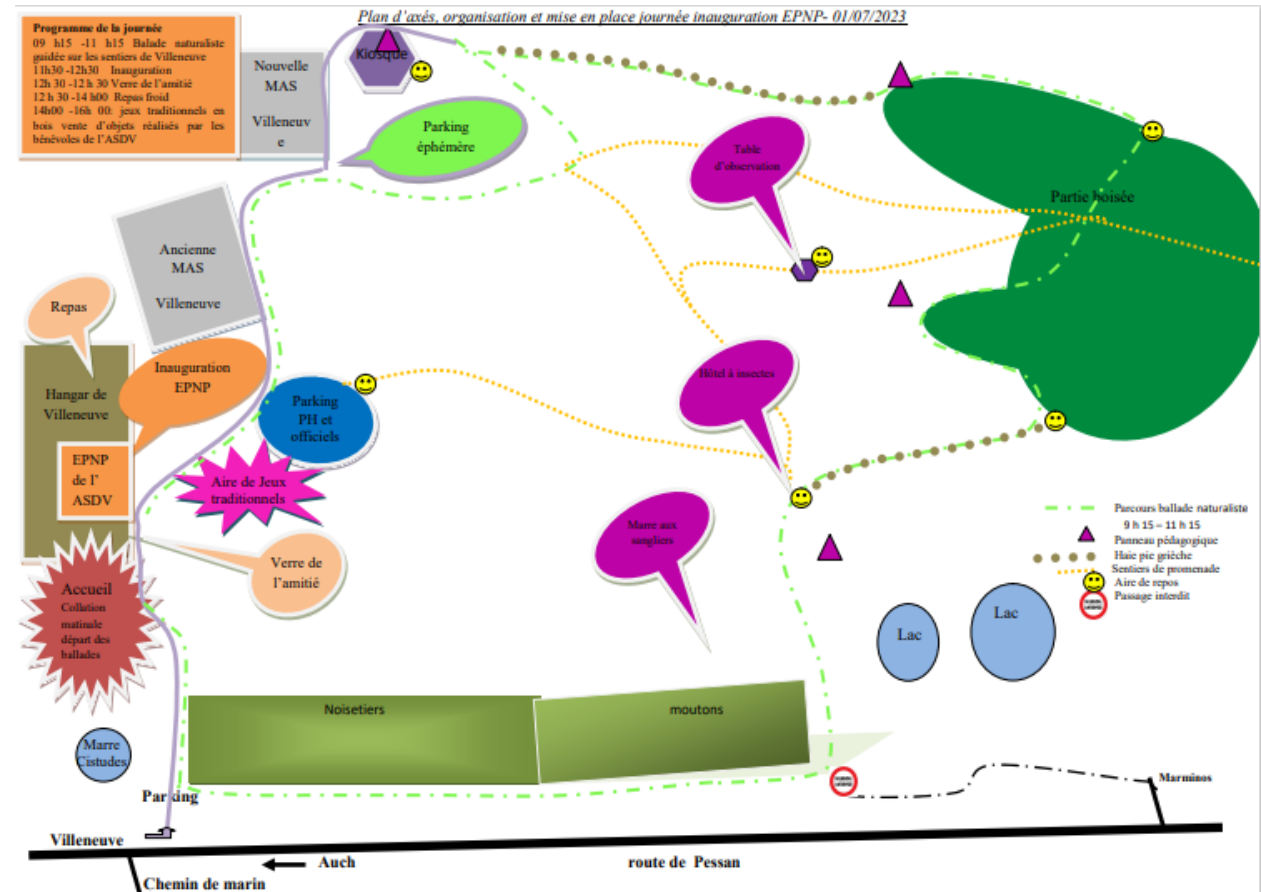 Plan d'axés, organisation et mise en place journée inauguration EPNP- 01/07/2023
Programme de la journée
09 h15 -11 h15 Balade naturaliste
guidée sur les sentiers de Villeneuve
11h30 -12h30 Inauguration
12h 30 -12 h 30 Verre de l'amitié
12 h 30 -14 h00 Repas froid
14h00 -16h 00: jeux traditionnels en
bois vente d'objets réalisés par les
bénévoles de l'ASDV
Nouvelle
MAS
Villeneuv
e
Kiosque
Parking
éphémère
Table
d'observation
Partie boisée
Ancienne
MAS
Villeneuve
Repas
Inauguration
EPNP
Hangar de
Villeneuve
Parking
PH et
officiels
Hôtel à insectes
EPNP
de l'
ASDV
Aire de Jeux
traditionnels
Marre aux
sangliers
Verre de
l'amitié
Accueil
Collation
matinale
départ des
ballades
Parcours ballade naturaliste
9 h 15 – 11 h 15
Panneau pédagogique
Haie pie grièche
Sentiers de promenade
Aire de repos
Passage interdit
Lac
Lac
Noisetiers
moutons
Marre
Cistudes
Parking
Marminos
Villeneuve
Auch
route de Pessan
Chemin de marin